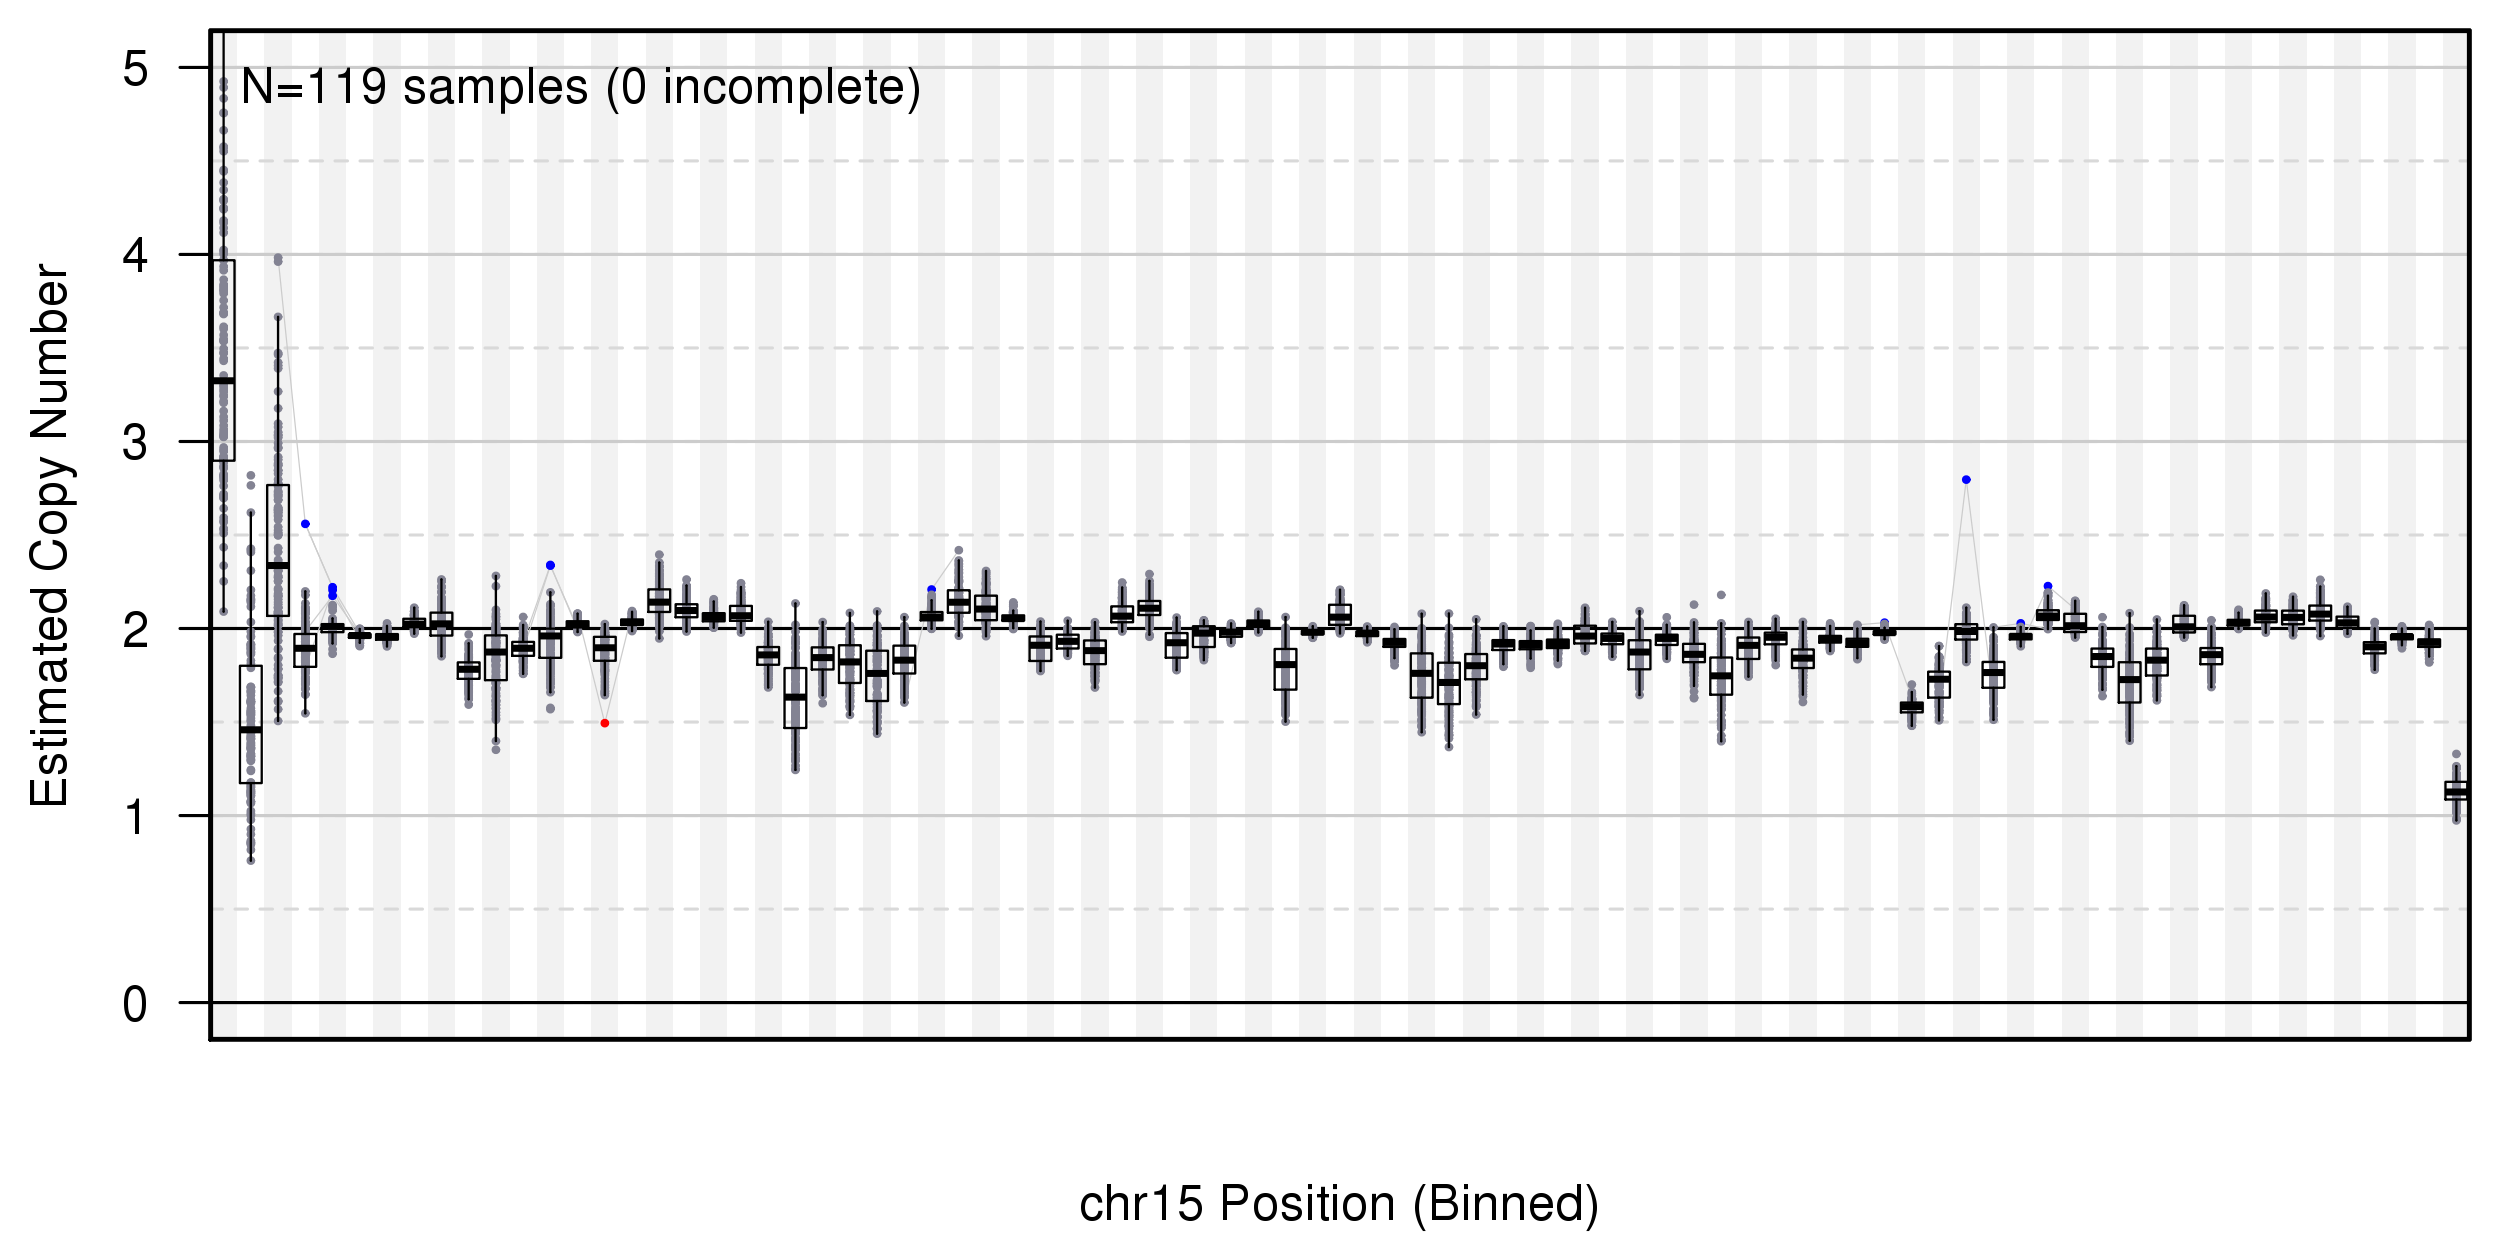 N=119 samples (0 incomplete)
Estimated Copy Number
5
4
3
2
1
0
chr15 Position (Binned)